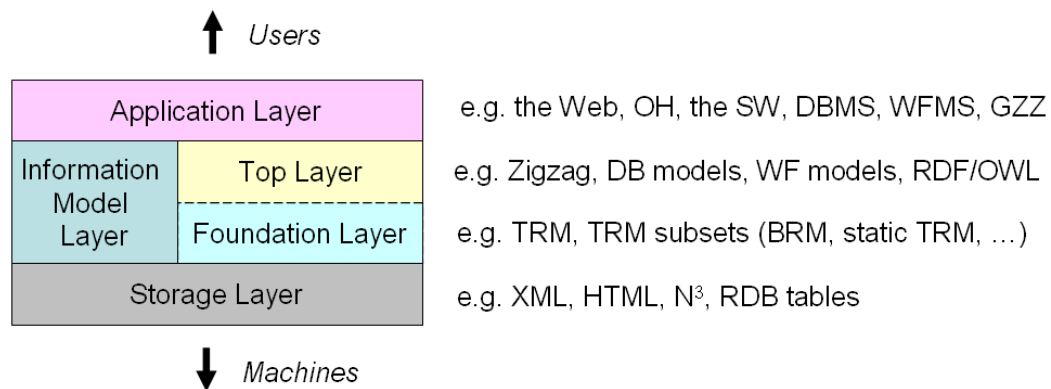 Users
Application Layer
e.g. the Web, OH, the SW, DBMS, WFMS, GZZ
Information
Model
Layer
Top Layer
e.g. Zigzag, DB models, WF models, RDF/OWL
Foundation Layer
e.g. TRM, TRM subsets (BRM, static TRM, …)
Storage Layer
e.g. XML, HTML, N³, RDB tables
Machines